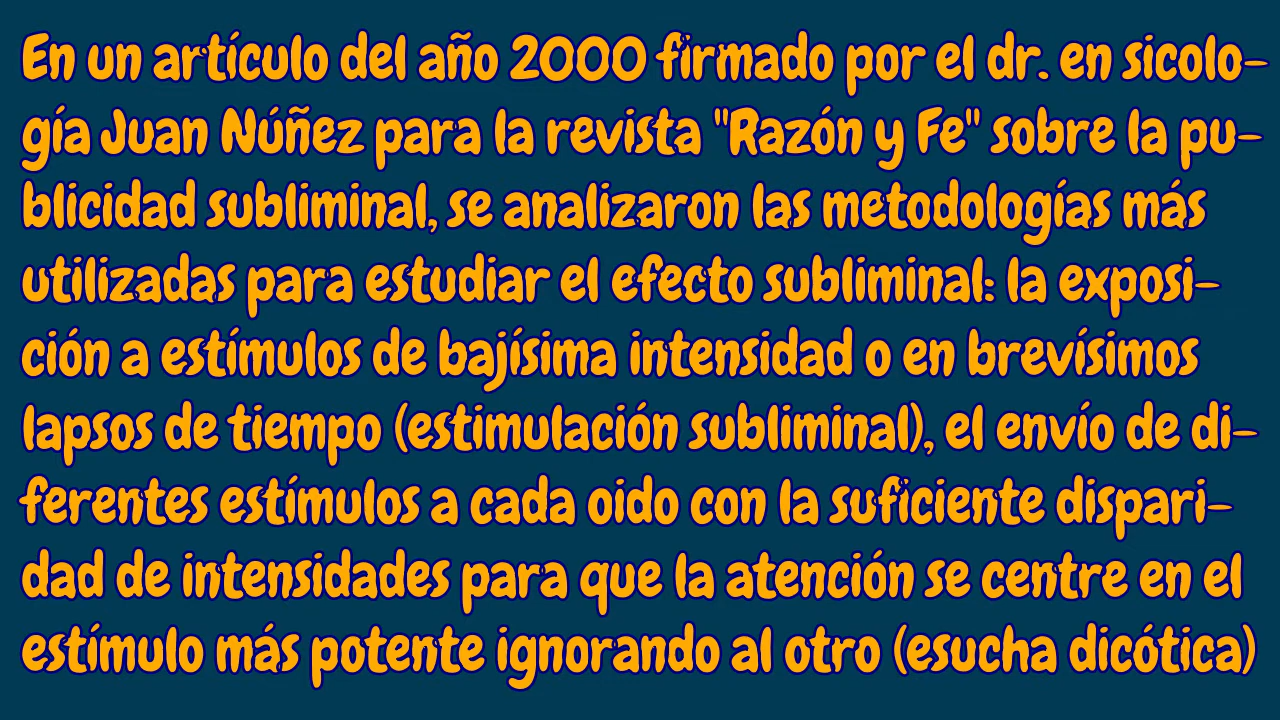 En un artículo del año 2000 firmado por el dr. en sicolo-
gía Juan Núñez para la revista "Razón y Fe" sobre la pu-
blicidad subliminal, se analizaron las metodologías más
utilizadas para estudiar el efecto subliminal: la exposi-
ción a estímulos de bajísima intensidad o en brevísimos
lapsos de tiempo (estimulación subliminal), el envío de di-
ferentes estímulos a cada oido con la suficiente dispari-
dad de intensidades para que la atención se centre en el
estímulo más potente ignorando al otro (esucha dicótica)